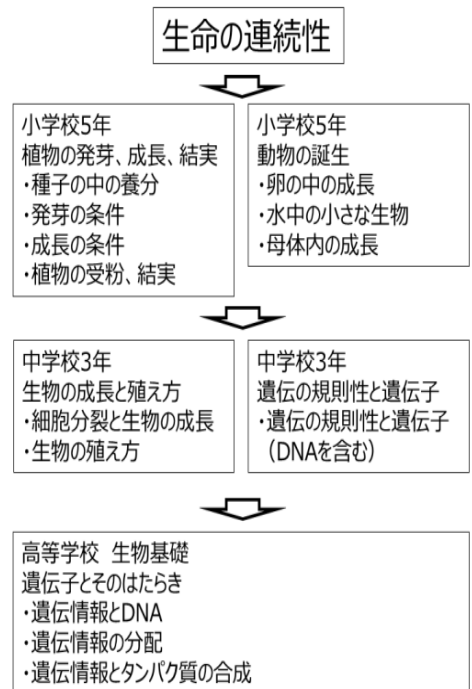 生命の連続性
小学校5年
植物の発芽、成長、結実
・種子の中の養分
・発芽の条件
・成長の条件
・植物の受粉、結実
小学校5年
動物の誕生
・卵の中の成長
・水中の小さな生物
・母体内の成長
中学校3年
生物の成長と殖え方
・細胞分裂と生物の成長
・生物の殖え方
中学校3年
遺伝の規則性と遺伝子
・遺伝の規則性と遺伝子
（DNAを含む）
高等学校 生物基礎
遺伝子とそのはたらき
・遺伝情報とDNA
・遺伝情報の分配
・遺伝情報とタンパク質の合成